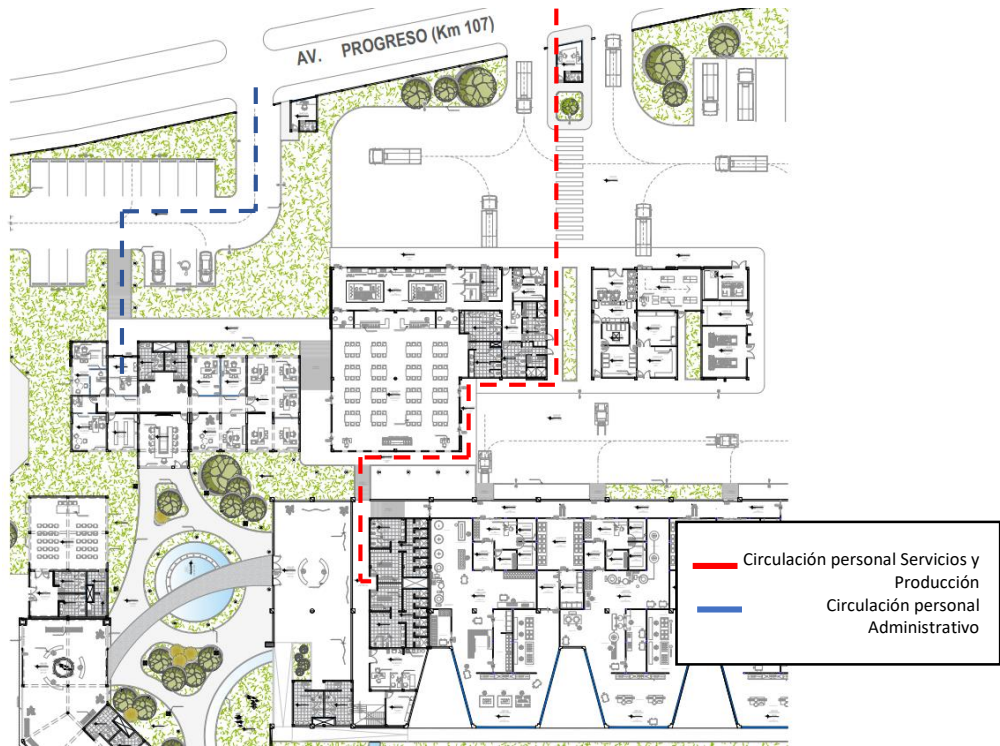 AV. PROGRESO (Km 107)
Circulación personal Servicios y
Producción
Circulación personal
Administrativo